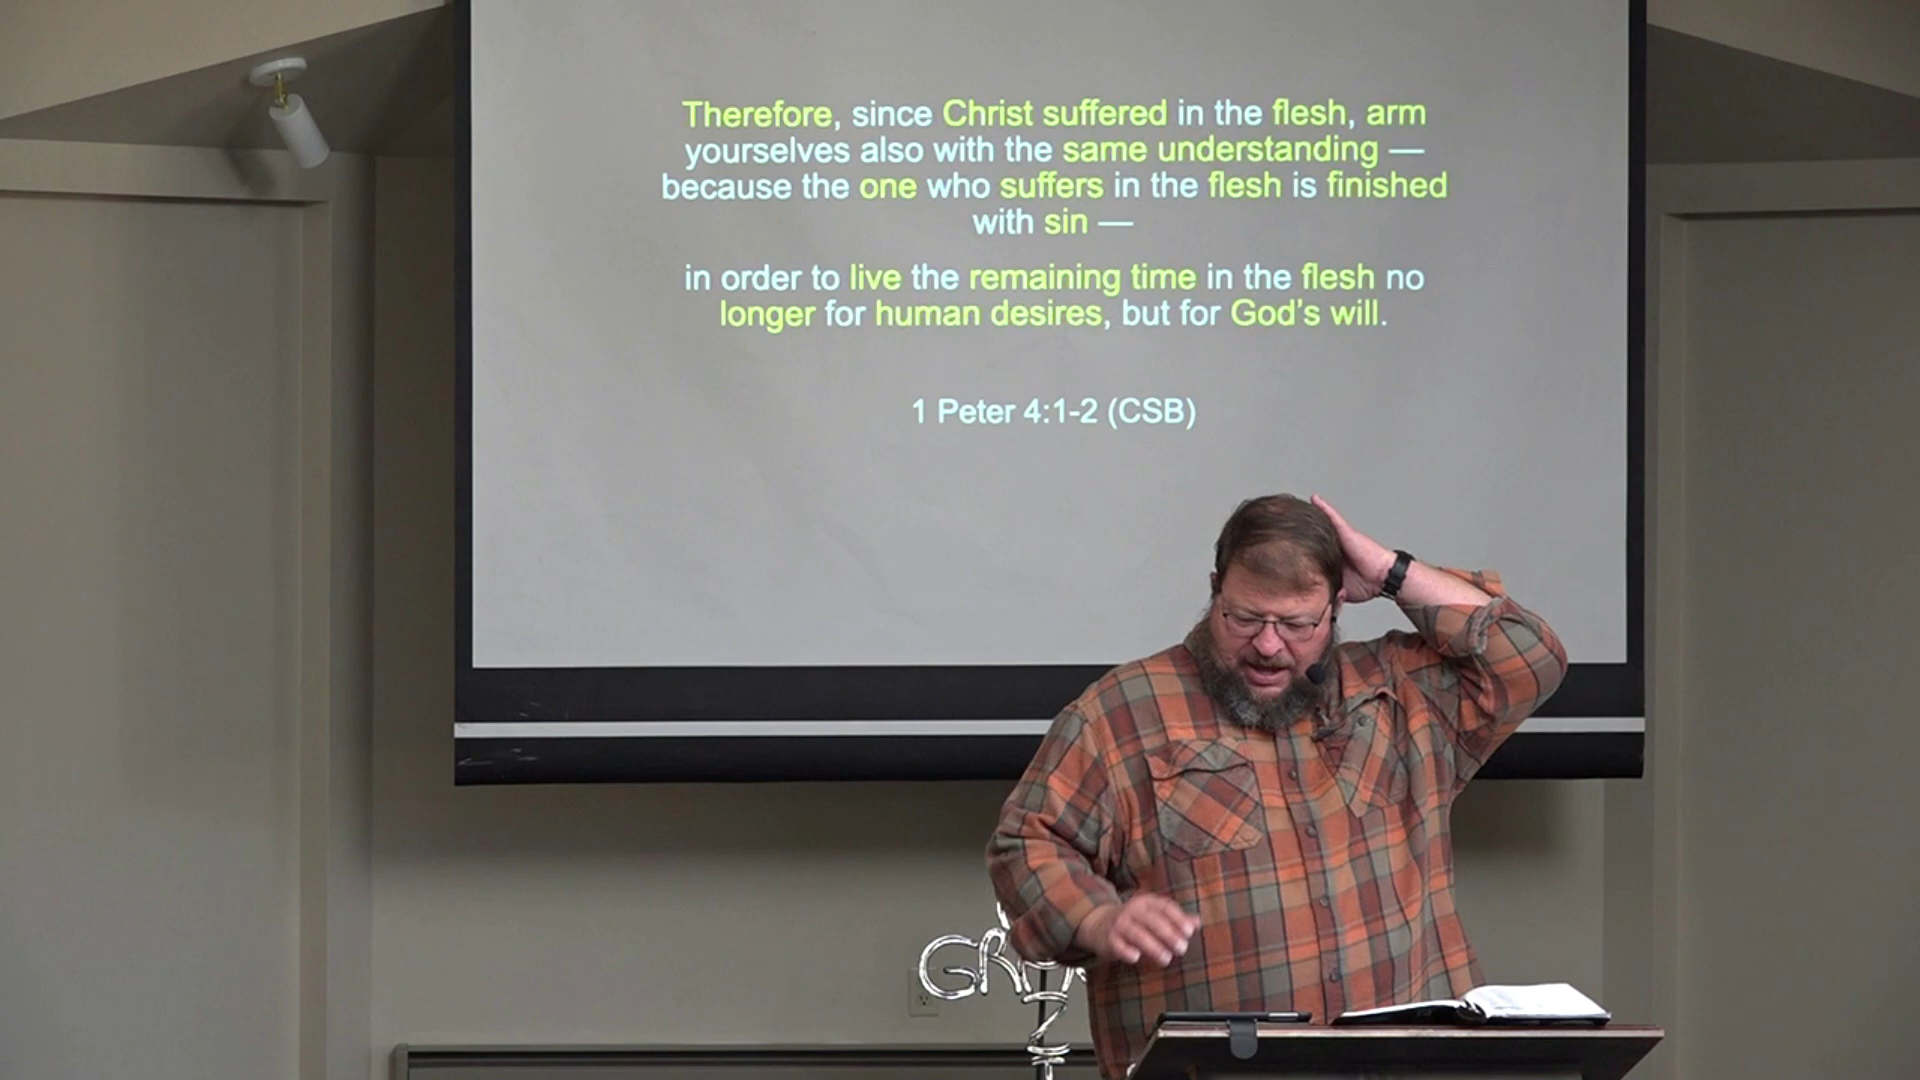 Therefore, since Christ suffered in the flesh, arm
yourselves also with the same understanding —
because the one who suffers in the flesh is finished
with sin —
in order to live the remaining time in the flesh no
longer for human desires, but for God’s will.
1 Peter 4:1-2 (CSB)